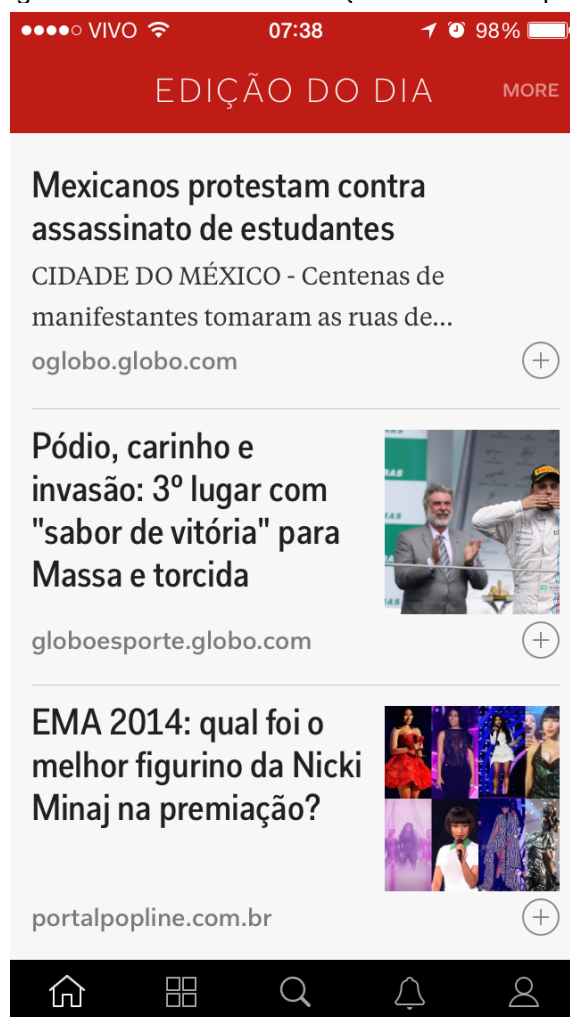 VIVO 07:38 98%
EDIÇÃO DO DIA MORE
Mexicanos protestam contra
assassinato de estudantes
CIDADE DO MÉXICO - Centenas de
manifestantes tomaram as ruas de...
oglobo.globo.com
Pódio, carinho e
invasão: 3º lugar com
"sabor de vitória" para
Massa e torcida
globoesporte.globo.com
EMA 2014: qual foi o
melhor figurino da Nicki
Minaj na premiação?
portalpopline.com.br